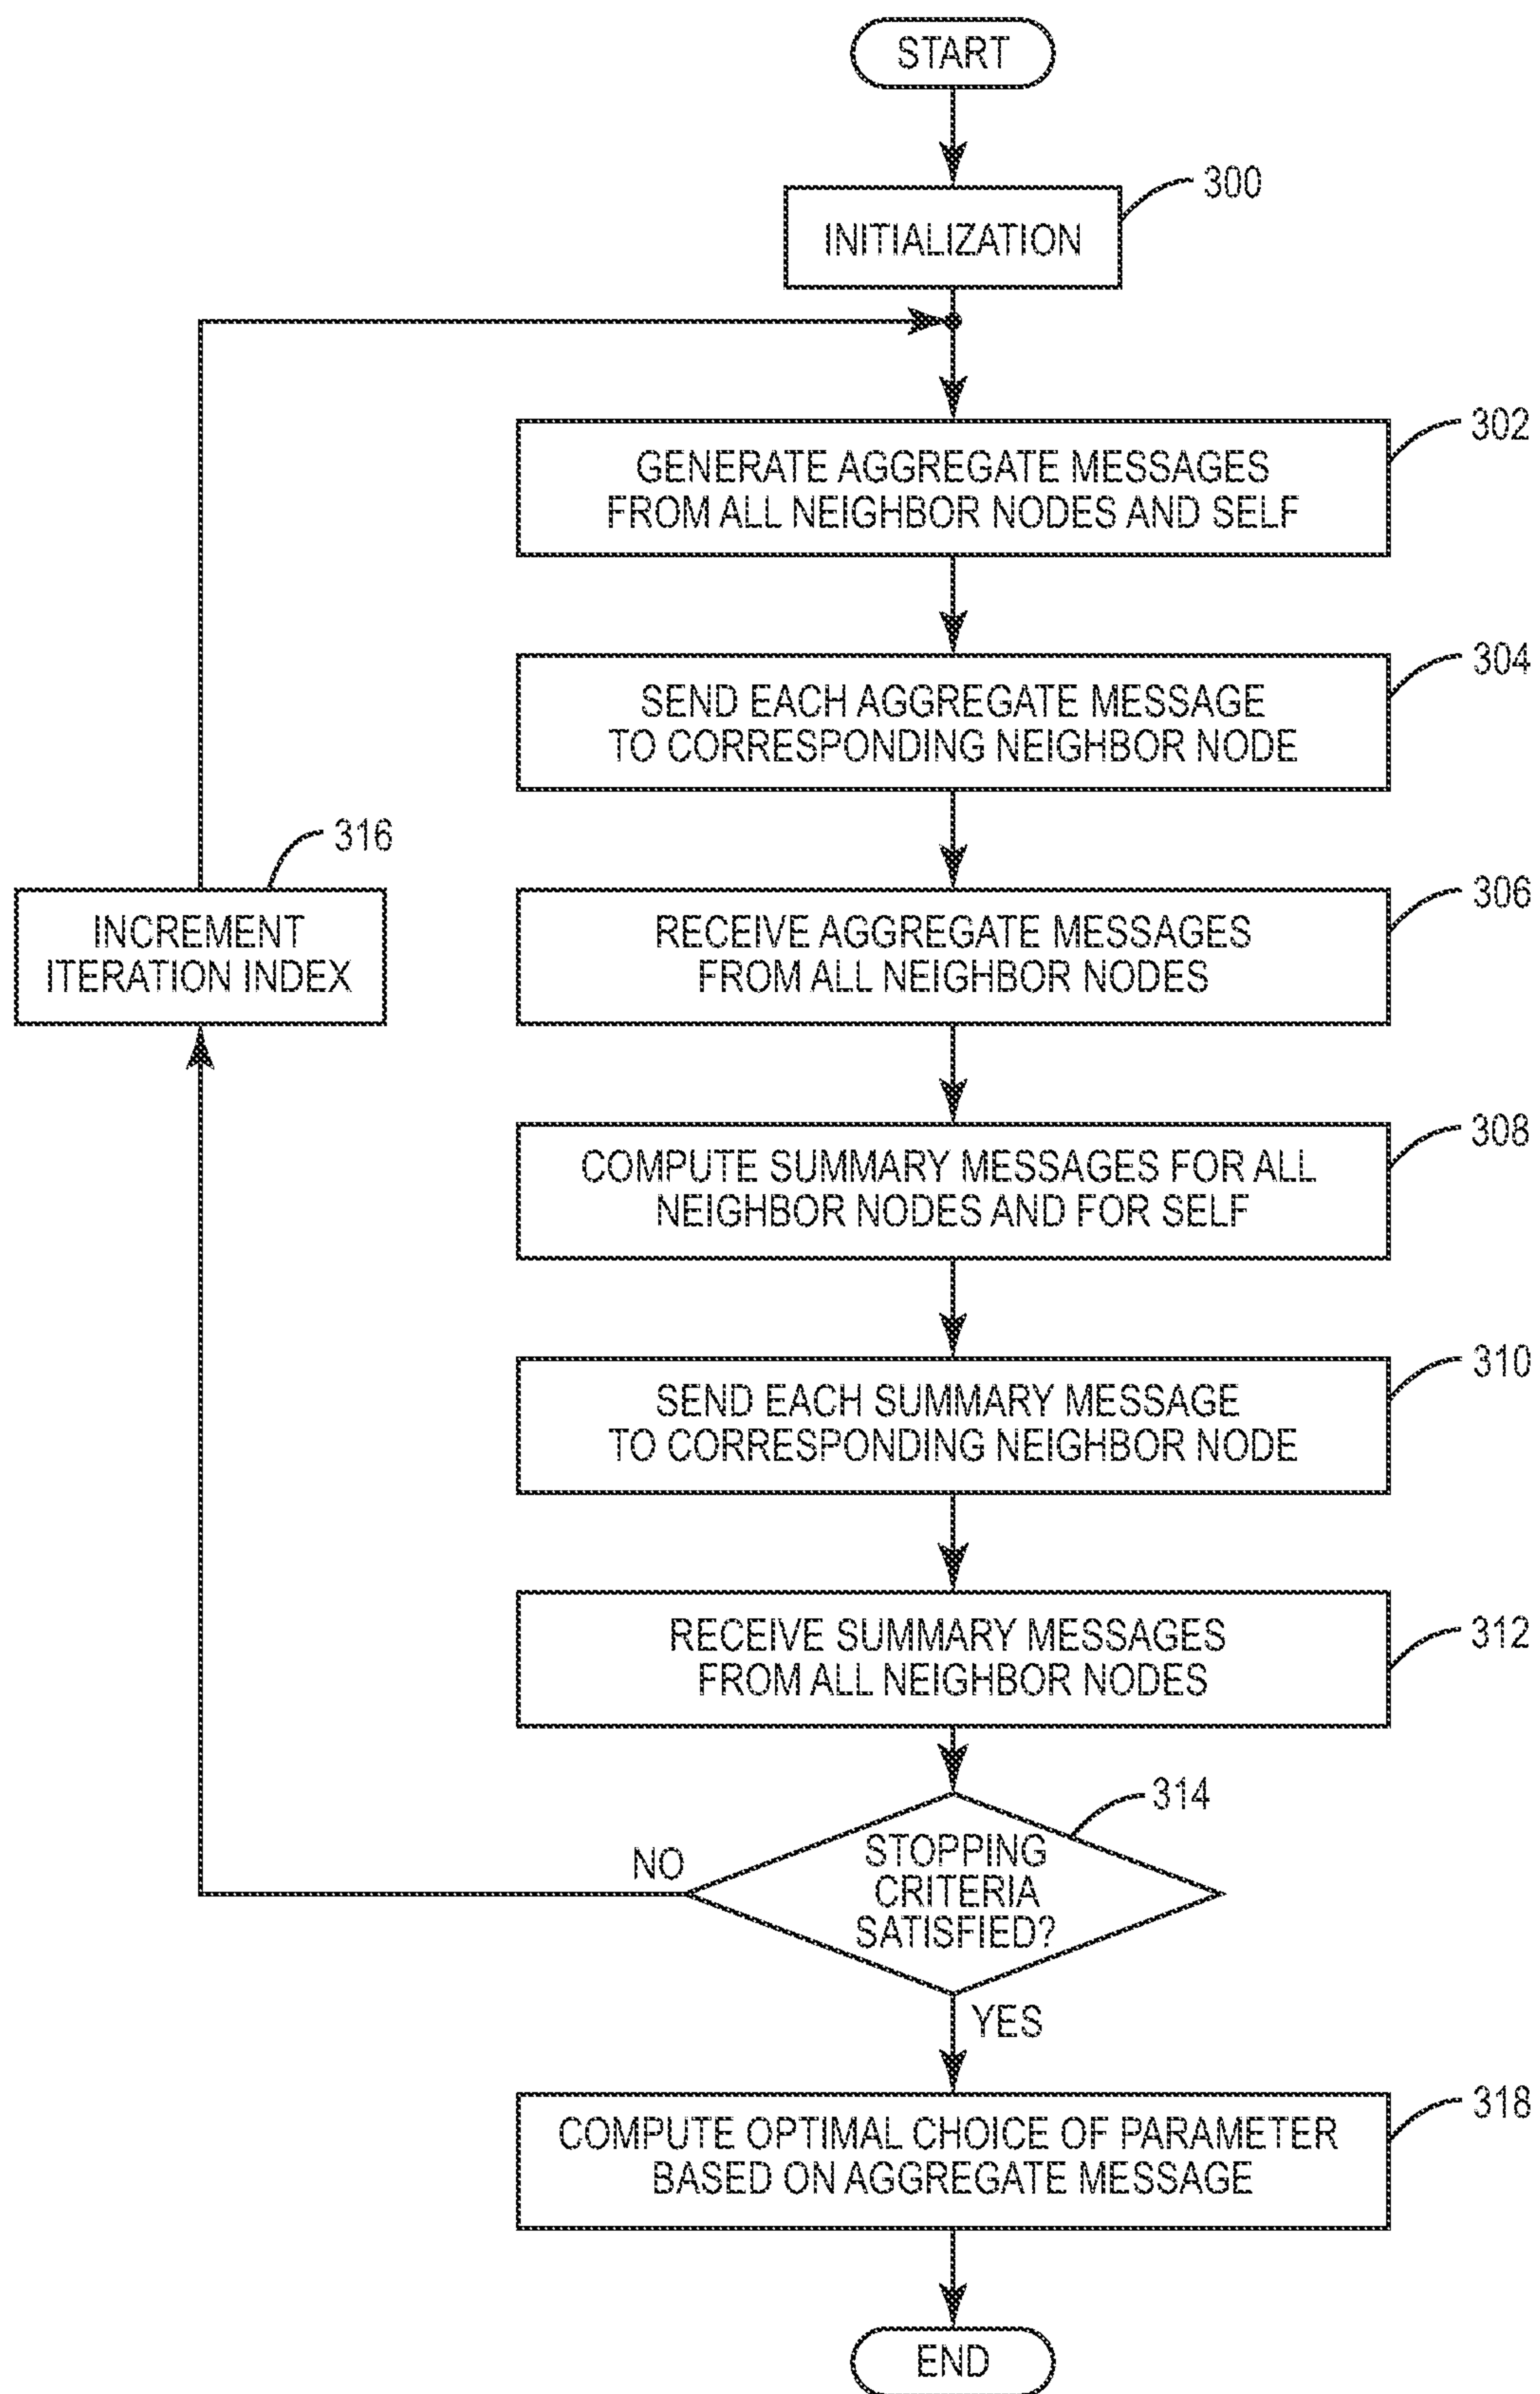 START
300
INITIALIZATION
302
GENERATE AGGREGATE MESSAGES
FROM ALL NEIGHBOR NODES AND SELF
304
SEND EACH AGGREGATE MESSAGE
TO CORRESPONDING NEIGHBOR NODE
316
INCREMENT
ITERATION INDEX
306
RECEIVE AGGREGATE MESSAGES
FROM ALL NEIGHBOR NODES
308
COMPUTE SUMMARY MESSAGES FOR ALL
NEIGHBOR NODES AND FOR SELF
310
SEND EACH SUMMARY MESSAGE
TO CORRESPONDING NEIGHBOR NODE
312
RECEIVE SUMMARY MESSAGES
FROM ALL NEIGHBOR NODES
314
STOPPING
CRITERIA
SATISFIED?
NO
YES
318
COMPUTE OPTIMAL CHOICE OF PARAMETER
BASED ON AGGREGATE MESSAGE
END